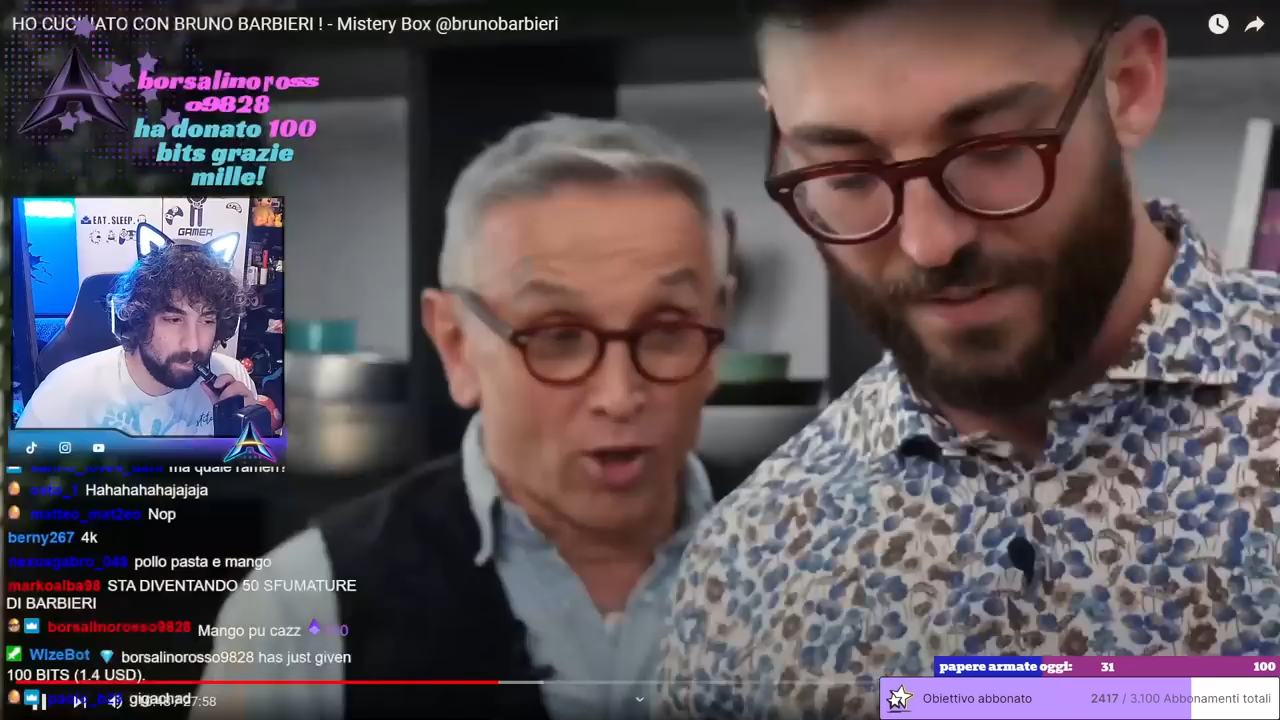 HO CUCINATO CON BRUNO BARBIERI ! - Mistery Box @brunobarbieri
borsalinoross
o9828
ha donato 100
bits grazie
mille!
EAT.SLEEP.
GAMER
ma quale ramen?
Hahahahahajajaja
matteo_mat2eo Nop
berny267 4k
pollo pasta e mango
markoalba98 STA DIVENTANDO 50 SFUMATURE
DI BARBIERI
borsalinorosso9828 Mango pu cazz
WizeBot borsalinorosso9828 has just given
100 BITS (1.4 USD).
gigachad
27:58
papere armate oggi: 31 100
Obiettivo abbonato 2417 / 3.100 Abbonamenti totali